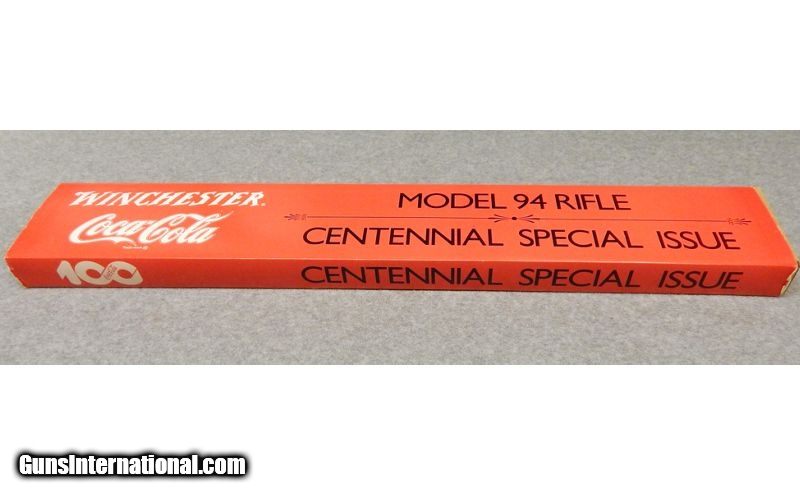 WINCHESTER®
MODEL 94 RIFLE
Coca-Cola
CENTENNIAL SPECIAL ISSUE
100
CENTENNIAL SPECIAL ISSUE
GunsInternational.com